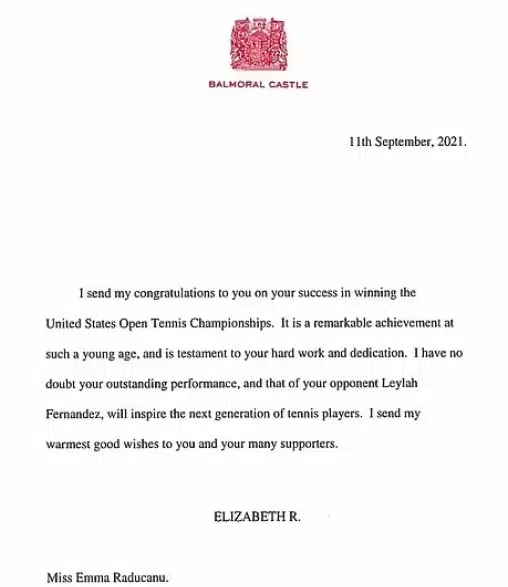 BALMORAL CASTLE
11th September, 2021.
I send my congratulations to you on your success in winning the
United States Open Tennis Championships. It is a remarkable achievement at
such a young age, and is testament to your hard work and dedication. I have no
doubt your outstanding performance, and that of your opponent Leylah
Fernandez, will inspire the next generation of tennis players. I send my
warmest good wishes to you and your many supporters.
ELIZABETH R.
Miss Emma Raducanu.